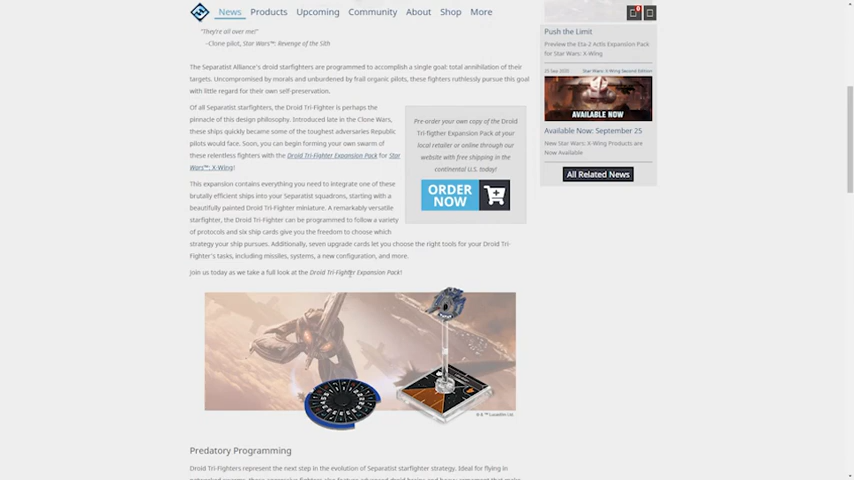 News Products Upcoming Community About Shop More
"They're all over me!"
–Clone pilot, Star Wars™: Revenge of the Sith
The Separatist Alliance's droid starfighters are programmed to accomplish a single goal: total annihilation of their
targets. Uncompromised by morals and unburdened by frail organic pilots, these fighters ruthlessly pursue this goal
with little regard for their own self-preservation.
Of all Separatist starfighters, the Droid Tri-Fighter is perhaps the
pinnacle of this design philosophy. Introduced late in the Clone Wars,
these ships quickly became some of the toughest adversaries Republic
pilots would face. Soon, you can begin forming your own swarm of
these relentless fighters with the Droid Tri-Fighter Expansion Pack for Star
Wars™: X-Wing!
This expansion contains everything you need to integrate one of these
brutally efficient ships into your Separatist squadrons, starting with a
beautifully painted Droid Tri-Fighter miniature. A remarkably versatile
starfighter, the Droid Tri-Fighter can be programmed to follow a variety
of protocols and six ship cards give you the freedom to choose which
strategy your ship pursues. Additionally, seven upgrade cards let you choose the right tools for your Droid Tri-
Fighter's tasks, including missiles, systems, a new configuration, and more.
Join us today as we take a full look at the Droid Tri-Fighter Expansion Pack!
Pre-order your own copy of the Droid
Tri-figther Expansion Pack at your
local retailer or online through our
website with free shipping in the
continental U.S. today!
ORDER
NOW
© & ™ Lucasfilm Ltd.
Predatory Programming
Droid Tri-Fighters represent the next step in the evolution of Separatist starfighter strategy. Ideal for flying in
0
Push the Limit
Preview the Eta-2 Actis Expansion Pack
for Star Wars: X-Wing
25 Sep 2020 Star Wars: X-Wing Second Edition
AVAILABLE NOW
Available Now: September 25
New Star Wars: X-Wing Products are
Now Available
All Related News